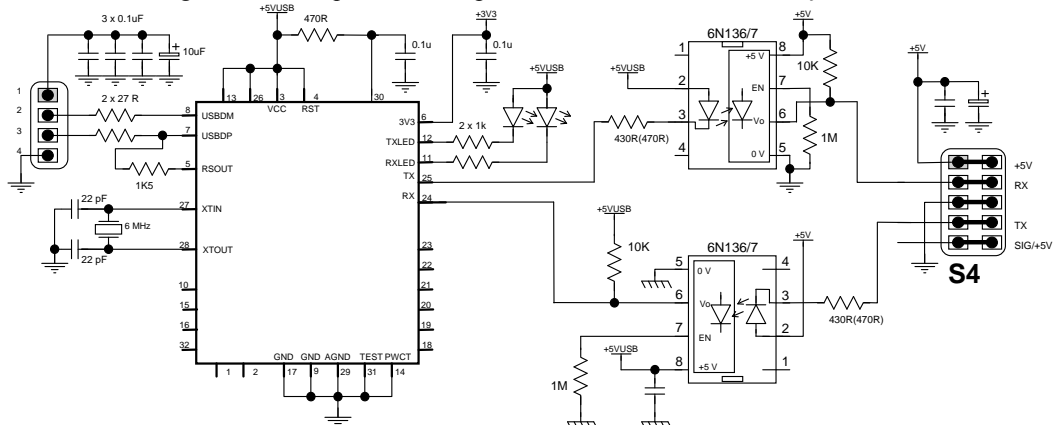 3 x 0.1uF
10uF
1
2
3
4
2 x 27 R
1K5
22 pF
6 MHz
22 pF
+5VUSB
470R
0.1u
+3V3
0.1u
+5VUSB
2 x 1k
13
26
3
4
30
VCC
RST
8
USBDM
7
USBDP
5
RSOUT
27
XTIN
28
XTOUT
10
15
16
32
3V3
6
TXLED
12
RXLED
11
TX
25
RX
24
23
22
21
20
19
18
GND
GND
AGND
TEST
PWCT
1
2
17
9
29
31
14
6N136/7
+5VUSB
430R(470R)
1
2
3
4
8
+5 V
7
EN
6
Vo
5
0 V
+5V
10K
1M
+5V
+5V
RX
TX
SIG/+5V
S4
+5VUSB
10K
6N136/7
+5V
5
0 V
6
Vo
7
EN
8
+5 V
4
3
2
1
430R(470R)
+5VUSB
1M